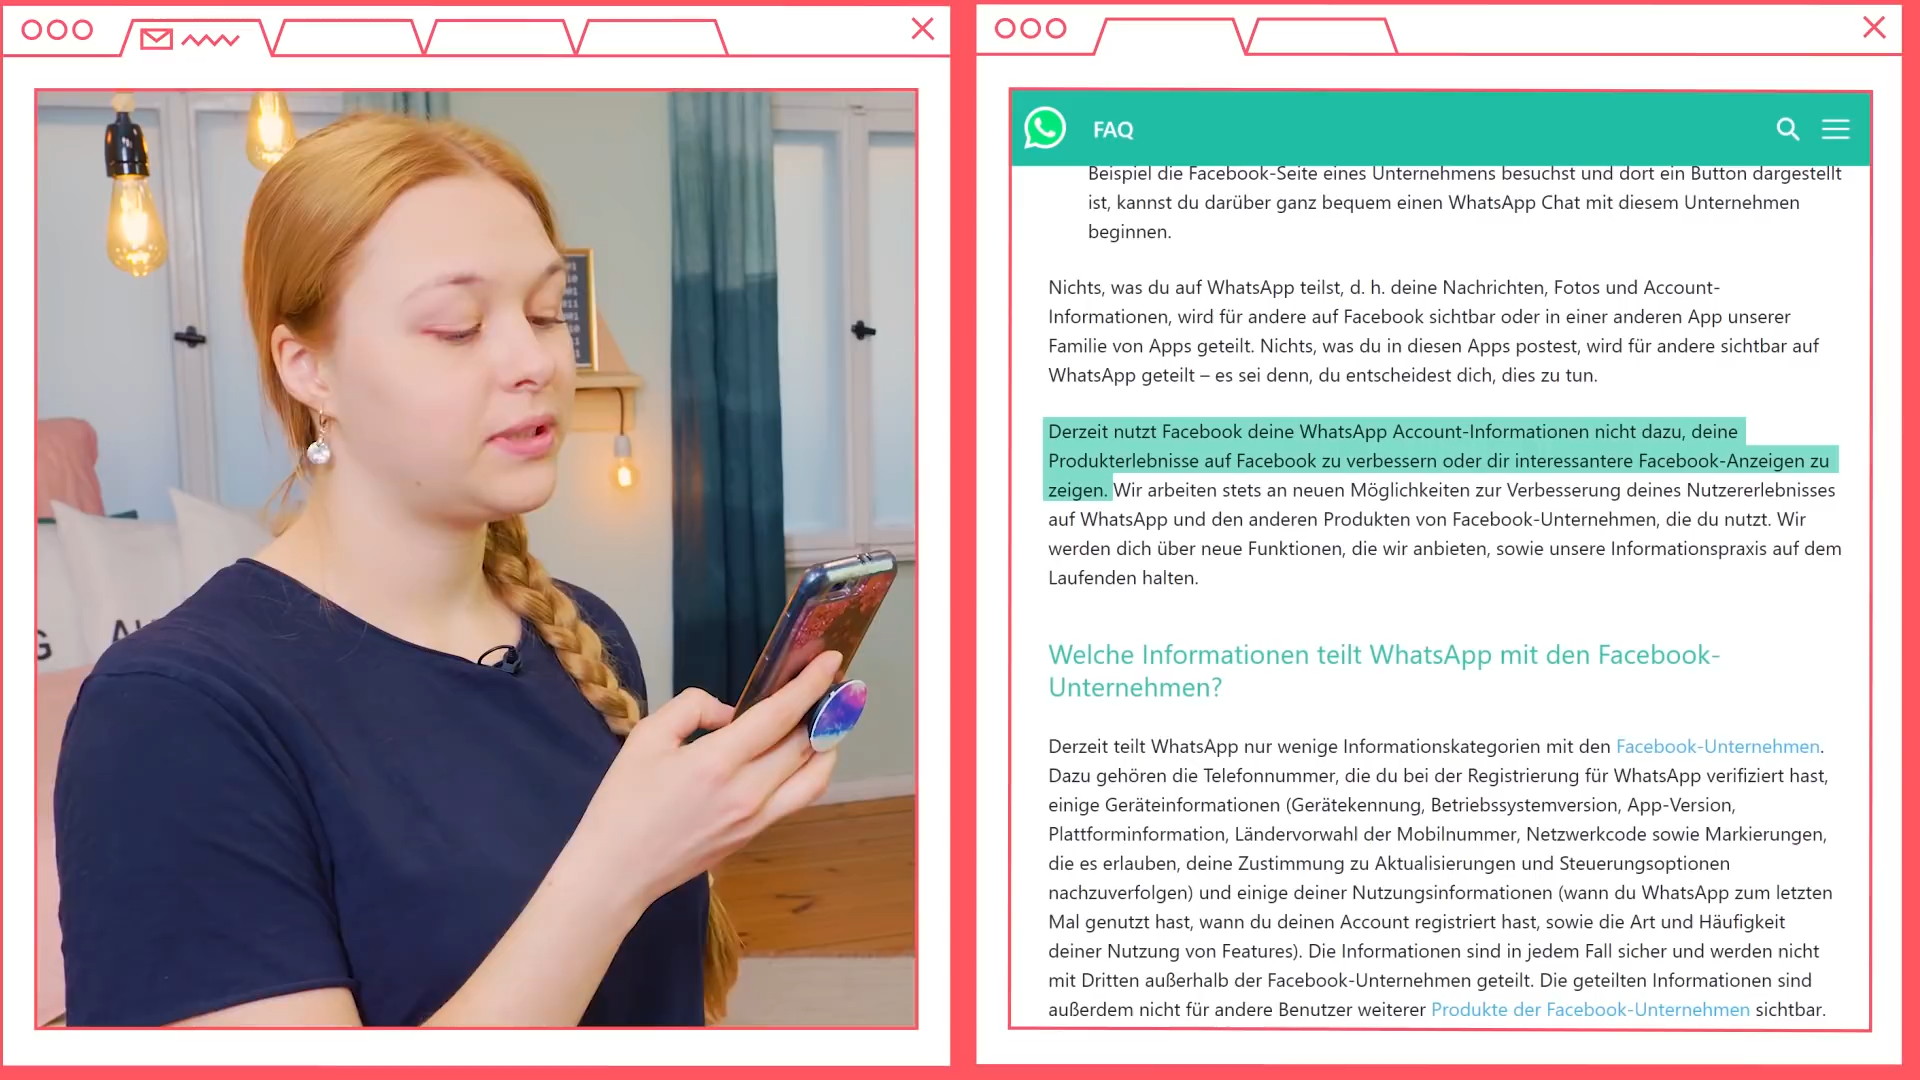 FAQ
Beispiel die Facebook-Seite eines Unternehmens besuchst und dort ein Button dargestellt
ist, kannst du darüber ganz bequem einen WhatsApp Chat mit diesem Unternehmen
beginnen.
Nichts, was du auf WhatsApp teilst, d. h. deine Nachrichten, Fotos und Account-
Informationen, wird für andere auf Facebook sichtbar oder in einer anderen App unserer
Familie von Apps geteilt. Nichts, was du in diesen Apps postest, wird für andere sichtbar auf
WhatsApp geteilt – es sei denn, du entscheidest dich, dies zu tun.
Derzeit nutzt Facebook deine WhatsApp Account-Informationen nicht dazu, deine
Produkterlebnisse auf Facebook zu verbessern oder dir interessantere Facebook-Anzeigen zu
zeigen. Wir arbeiten stets an neuen Möglichkeiten zur Verbesserung deines Nutzererlebnisses
auf WhatsApp und den anderen Produkten von Facebook-Unternehmen, die du nutzt. Wir
werden dich über neue Funktionen, die wir anbieten, sowie unsere Informationspraxis auf dem
Laufenden halten.
Welche Informationen teilt WhatsApp mit den Facebook-
Unternehmen?
Derzeit teilt WhatsApp nur wenige Informationskategorien mit den Facebook-Unternehmen.
Dazu gehören die Telefonnummer, die du bei der Registrierung für WhatsApp verifiziert hast,
einige Geräteinformationen (Gerätekennung, Betriebssystemversion, App-Version,
Plattforminformation, Ländervorwahl der Mobilnummer, Netzwerkcode sowie Markierungen,
die es erlauben, deine Zustimmung zu Aktualisierungen und Steuerungsoptionen
nachzuverfolgen) und einige deiner Nutzungsinformationen (wann du WhatsApp zum letzten
Mal genutzt hast, wann du deinen Account registriert hast, sowie die Art und Häufigkeit
deiner Nutzung von Features). Die Informationen sind in jedem Fall sicher und werden nicht
mit Dritten außerhalb der Facebook-Unternehmen geteilt. Die geteilten Informationen sind
außerdem nicht für andere Benutzer weiterer Produkte der Facebook-Unternehmen sichtbar.